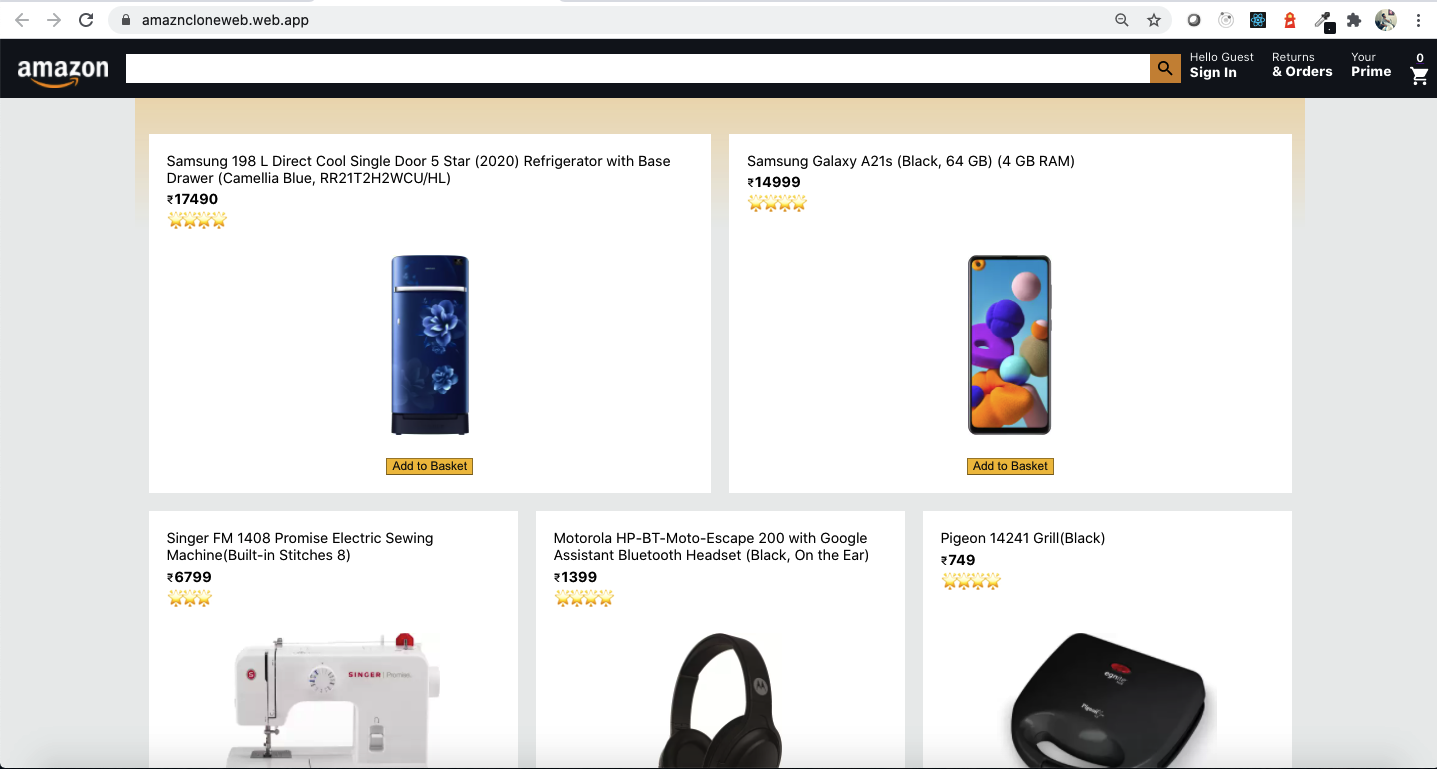 amazncloneweb.web.app
amazon
Hello Guest
Sign In
Returns
& Orders
Your
Prime
0
Samsung 198 L Direct Cool Single Door 5 Star (2020) Refrigerator with Base
Drawer (Camellia Blue, RR21T2H2WCU/HL)
₹17490
Add to Basket
Samsung Galaxy A21s (Black, 64 GB) (4 GB RAM)
₹14999
Add to Basket
Singer FM 1408 Promise Electric Sewing
Machine(Built-in Stitches 8)
₹6799
S
SINGER | Promise
Motorola HP-BT-Moto-Escape 200 with Google
Assistant Bluetooth Headset (Black, On the Ear)
₹1399
Pigeon 14241 Grill(Black)
₹749
egnite
Pigeon